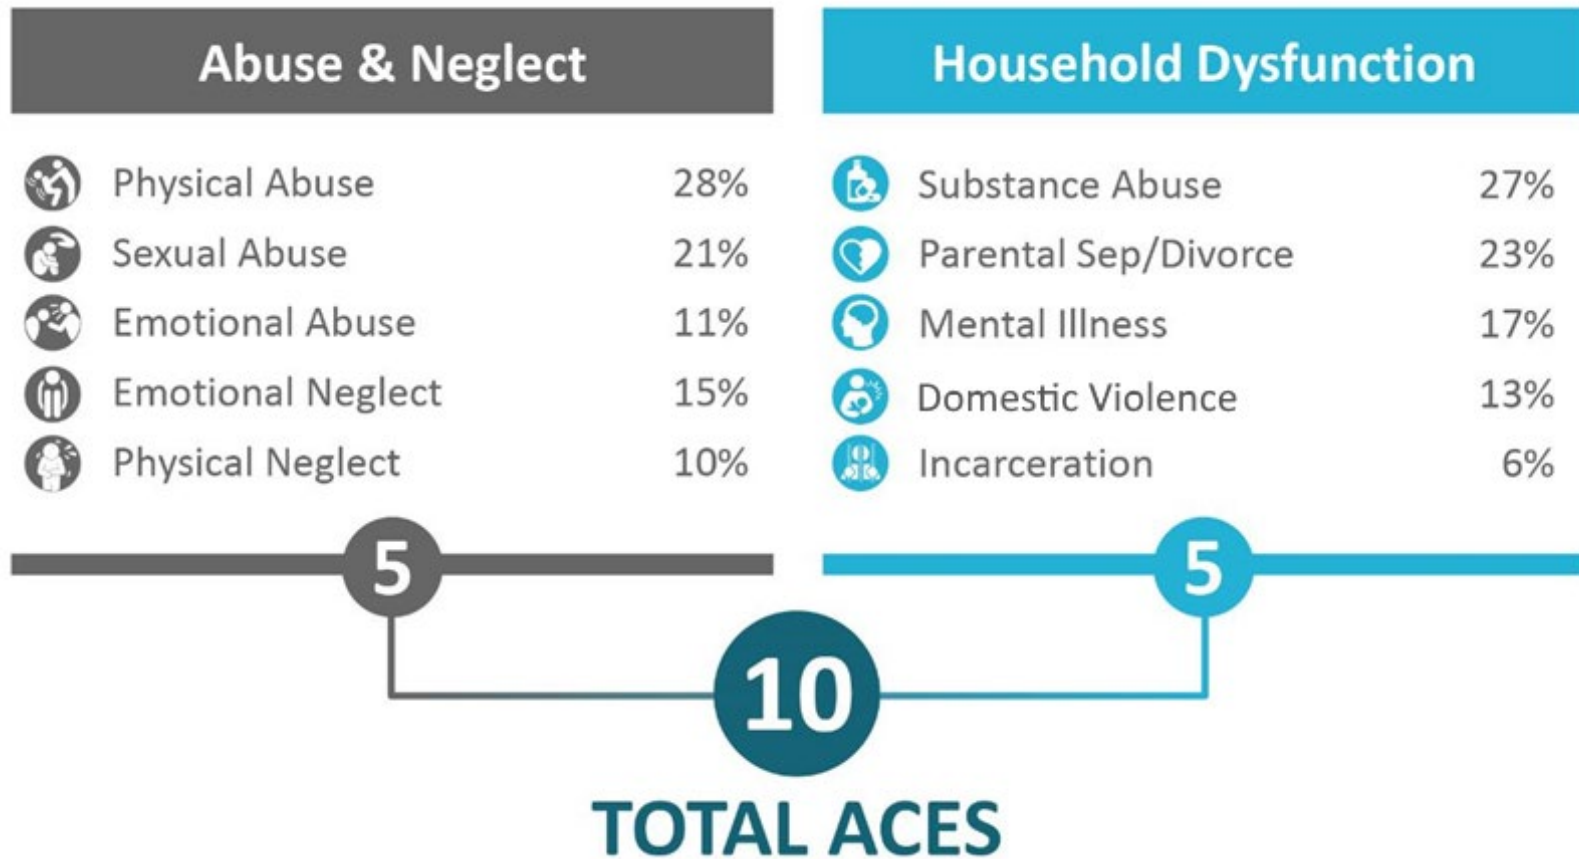 Abuse & Neglect
Physical Abuse 28%
Sexual Abuse 21%
Emotional Abuse 11%
Emotional Neglect 15%
Physical Neglect 10%
5
Household Dysfunction
Substance Abuse 27%
Parental Sep/Divorce 23%
Mental Illness 17%
Domestic Violence 13%
Incarceration 6%
5
10
TOTAL ACES